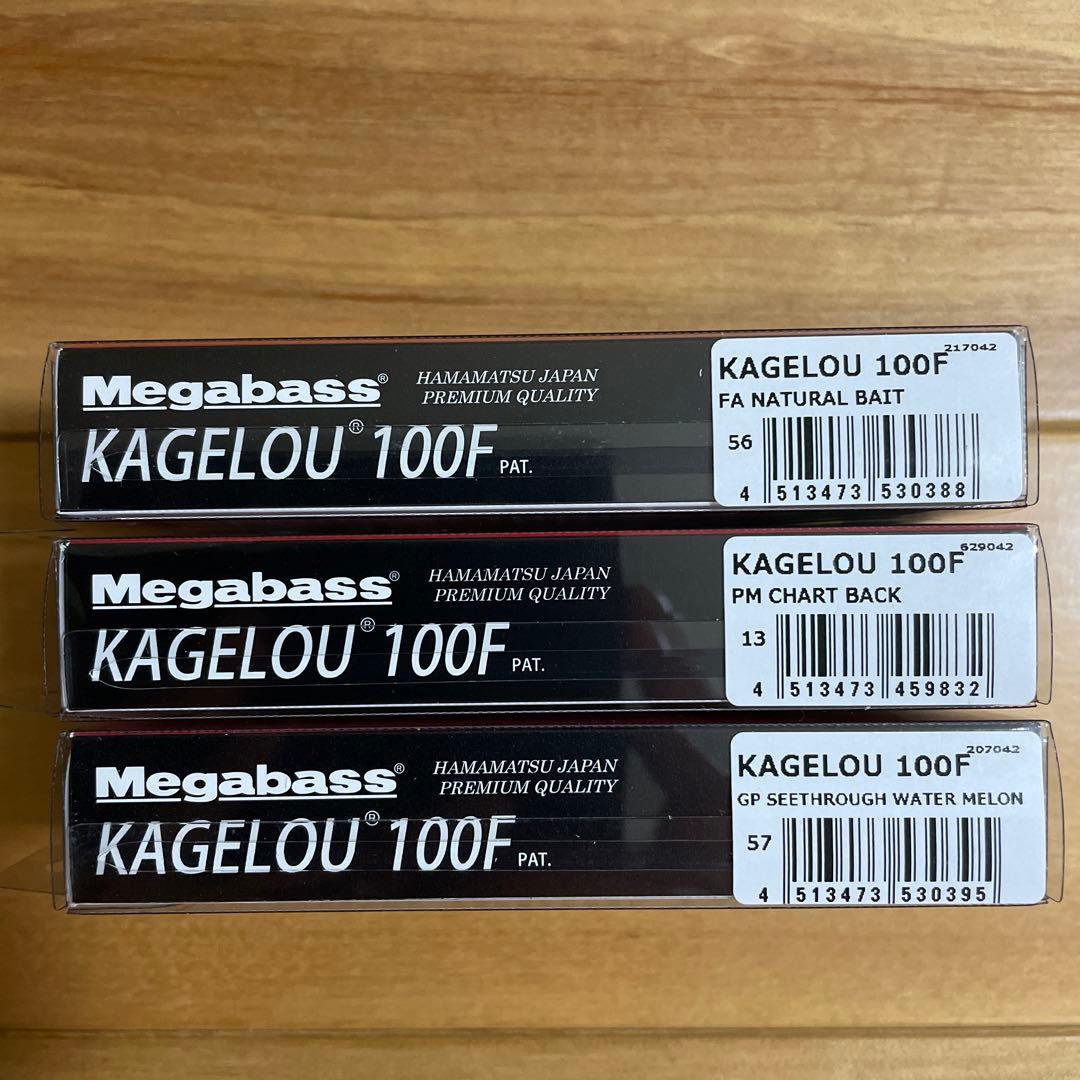 Megabass®
HAMAMATSU JAPAN
PREMIUM QUALITY
KAGELOU® 100F PAT.
217042
KAGELOU 100F
FA NATURAL BAIT
56
4 513473 530388
Megabass®
HAMAMATSU JAPAN
PREMIUM QUALITY
KAGELOU® 100F PAT.
629042
KAGELOU 100F
PM CHART BACK
13
4 513473 459832
Megabass®
HAMAMATSU JAPAN
PREMIUM QUALITY
KAGELOU® 100F PAT.
207042
KAGELOU 100F
GP SEETHROUGH WATER MELON
57
4 513473 530395